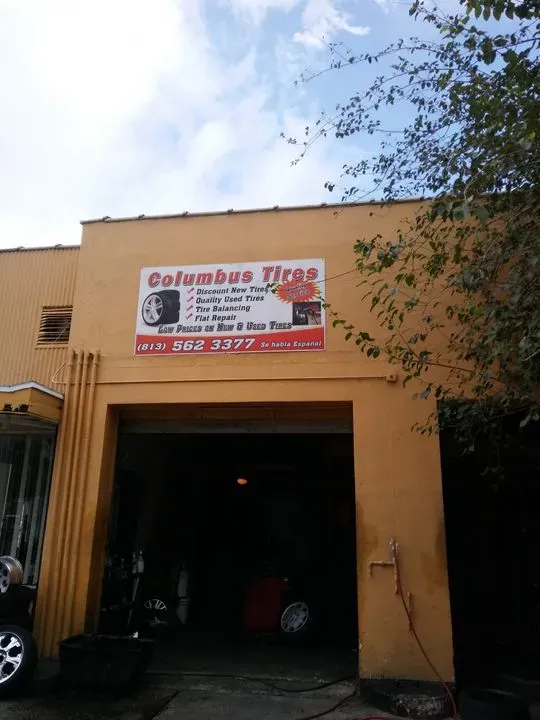 Columbus Tires
Discount New Tires
Quality Used Tires
Tire Balancing
Flat Repair
Low Prices on New & Used Tires
(813) 562 3377 Se habla Espanol